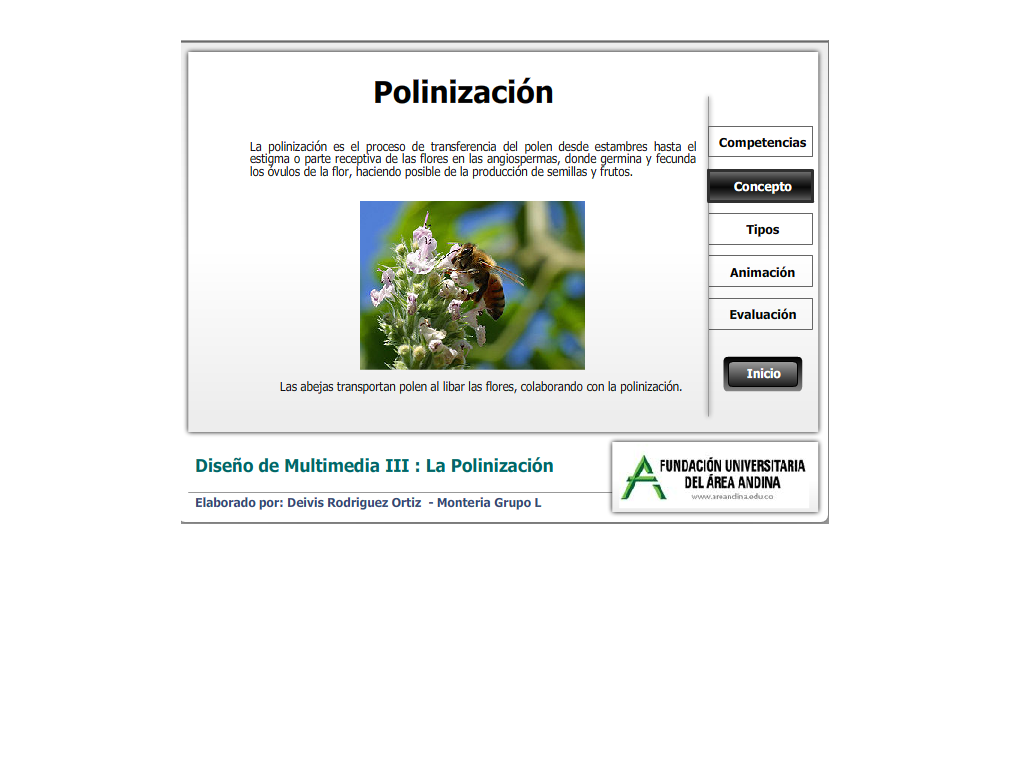 Polinización
La polinización es el proceso de transferencia del polen desde estambres hasta el
estigma o parte receptiva de las flores en las angiospermas, donde germina y fecunda
los óvulos de la flor, haciendo posible de la producción de semillas y frutos.
Las abejas transportan polen al libar las flores, colaborando con la polinización.
Competencias
Concepto
Tipos
Animación
Evaluación
Inicio
Diseño de Multimedia III : La Polinización
Elaborado por: Deivis Rodriguez Ortiz - Monteria Grupo L
FUNDACIÓN UNIVERSITARIA
DEL ÁREA ANDINA
www.areandina.edu.co